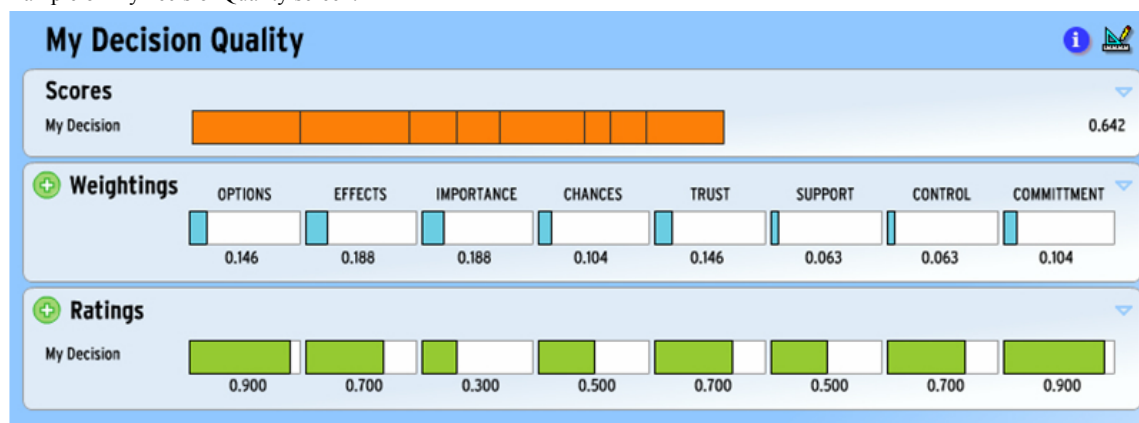 My Decision Quality
Scores
My Decision 0.642
Weightings OPTIONS EFFECTS IMPORTANCE CHANCES TRUST SUPPORT CONTROL COMMITTMENT
0.146 0.188 0.188 0.104 0.146 0.063 0.063 0.104
Ratings
My Decision
0.900 0.700 0.300 0.500 0.700 0.500 0.700 0.900